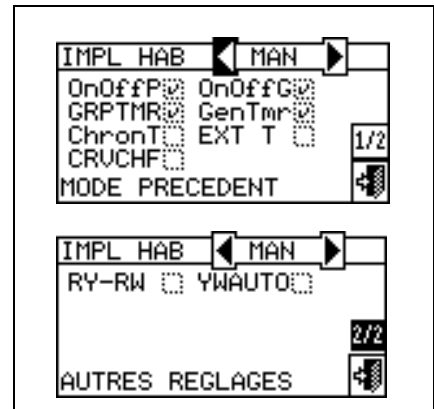 IMPL HAB MAN
OnOffP OnOffG
GRPTMR GenTmr
ChronT EXT T
CRVCHF
1/2
MODE PRECEDENT
IMPL HAB MAN
RY-RW YWAUTO
2/2
AUTRES REGLAGES